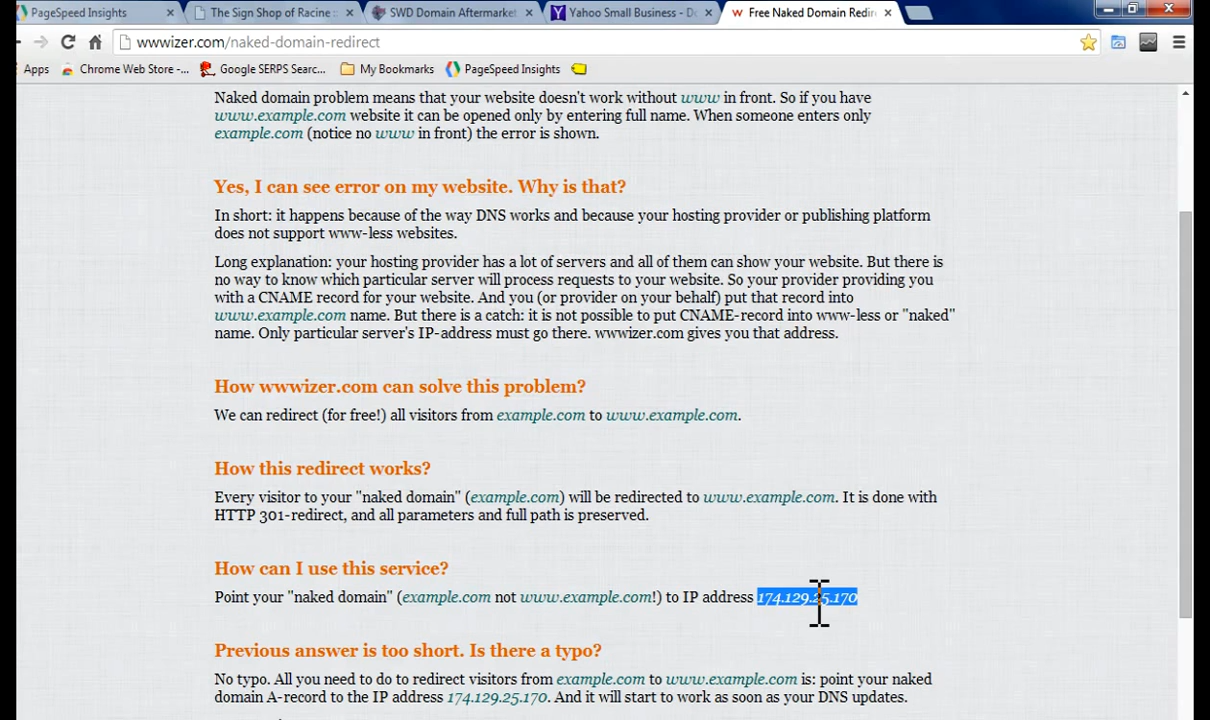 PageSpeed Insights
The Sign Shop of Racine
SWD Domain Aftermarket
Yahoo Small Business - D
Free Naked Domain Redir
wwwizer.com/naked-domain-redirect
Apps
Chrome Web Store -...
Google SERPS Searc...
My Bookmarks
PageSpeed Insights
Naked domain problem means that your website doesn't work without www in front. So if you have
www.example.com website it can be opened only by entering full name. When someone enters only
example.com (notice no www in front) the error is shown.
Yes, I can see error on my website. Why is that?
In short: it happens because of the way DNS works and because your hosting provider or publishing platform
does not support www-less websites.
Long explanation: your hosting provider has a lot of servers and all of them can show your website. But there is
no way to know which particular server will process requests to your website. So your provider providing you
with a CNAME record for your website. And you (or provider on your behalf) put that record into
www.example.com name. But there is a catch: it is not possible to put CNAME-record into www-less or "naked"
name. Only particular server's IP-address must go there. wwwizer.com gives you that address.
How wwwizer.com can solve this problem?
We can redirect (for free!) all visitors from example.com to www.example.com.
How this redirect works?
Every visitor to your "naked domain" (example.com) will be redirected to www.example.com. It is done with
HTTP 301-redirect, and all parameters and full path is preserved.
How can I use this service?
Point your "naked domain" (example.com not www.example.com!) to IP address 174.129.25.170
Previous answer is too short. Is there a typo?
No typo. All you need to do to redirect visitors from example.com to www.example.com is: point your naked
domain A-record to the IP address 174.129.25.170. And it will start to work as soon as your DNS updates.